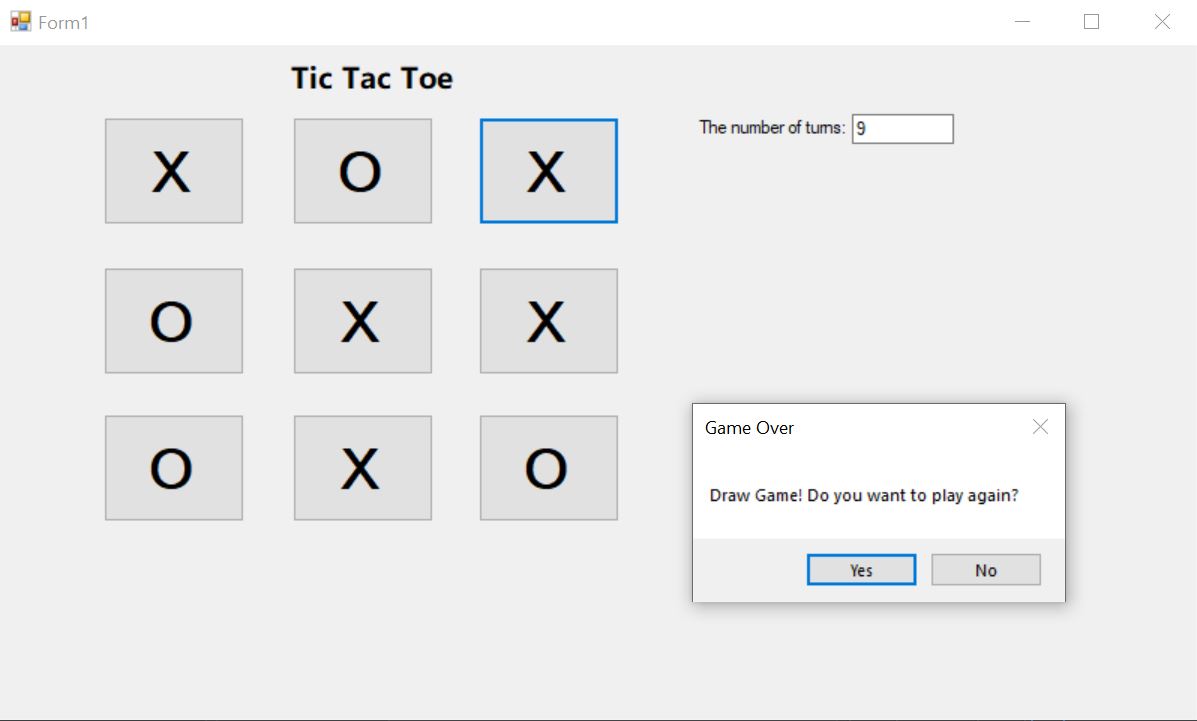 Form1
Tic Tac Toe
The number of turns: 9
X O X
O X X
O X O
Game Over
Draw Game! Do you want to play again?
Yes No